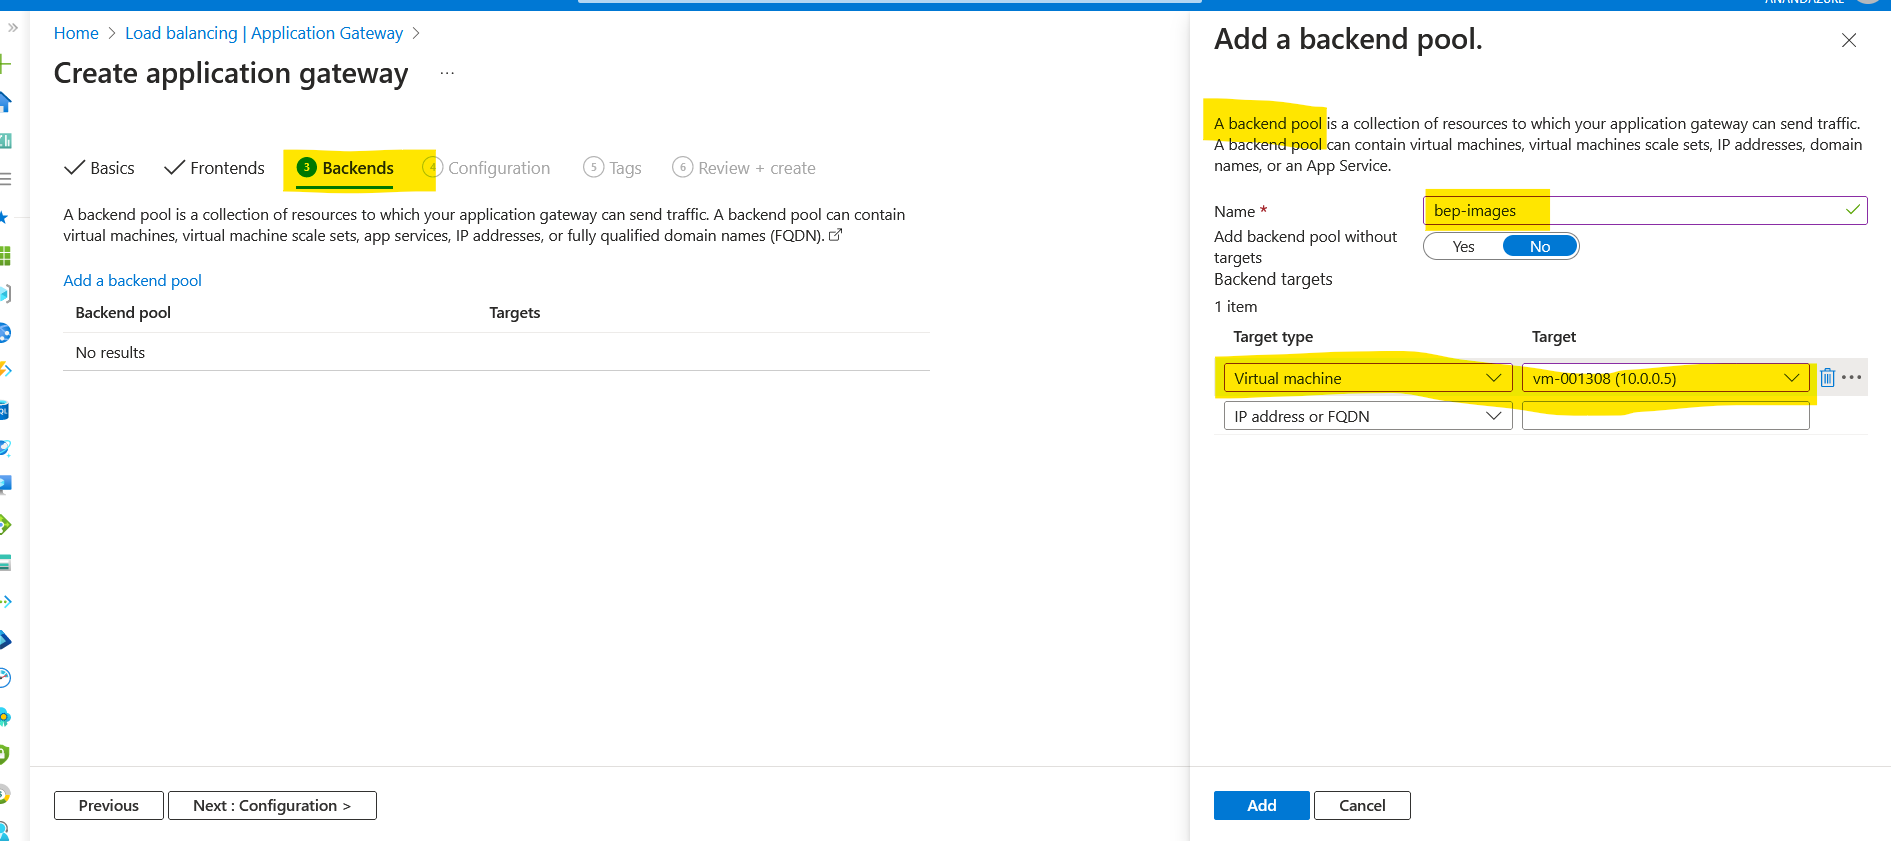 Home > Load balancing | Application Gateway >
Create application gateway ...
Basics Frontends 3 Backends 4 Configuration 5 Tags 6 Review + create
A backend pool is a collection of resources to which your application gateway can send traffic. A backend pool can contain
virtual machines, virtual machine scale sets, app services, IP addresses, or fully qualified domain names (FQDN).
Add a backend pool
Backend pool Targets
No results
Previous Next : Configuration >
Add a backend pool.
A backend pool is a collection of resources to which your application gateway can send traffic.
A backend pool can contain virtual machines, virtual machines scale sets, IP addresses, domain
names, or an App Service.
Name * bep-images
Add backend pool without
targets
Yes No
Backend targets
1 item
Target type Target
Virtual machine vm-001308 (10.0.0.5)
IP address or FQDN
Add Cancel